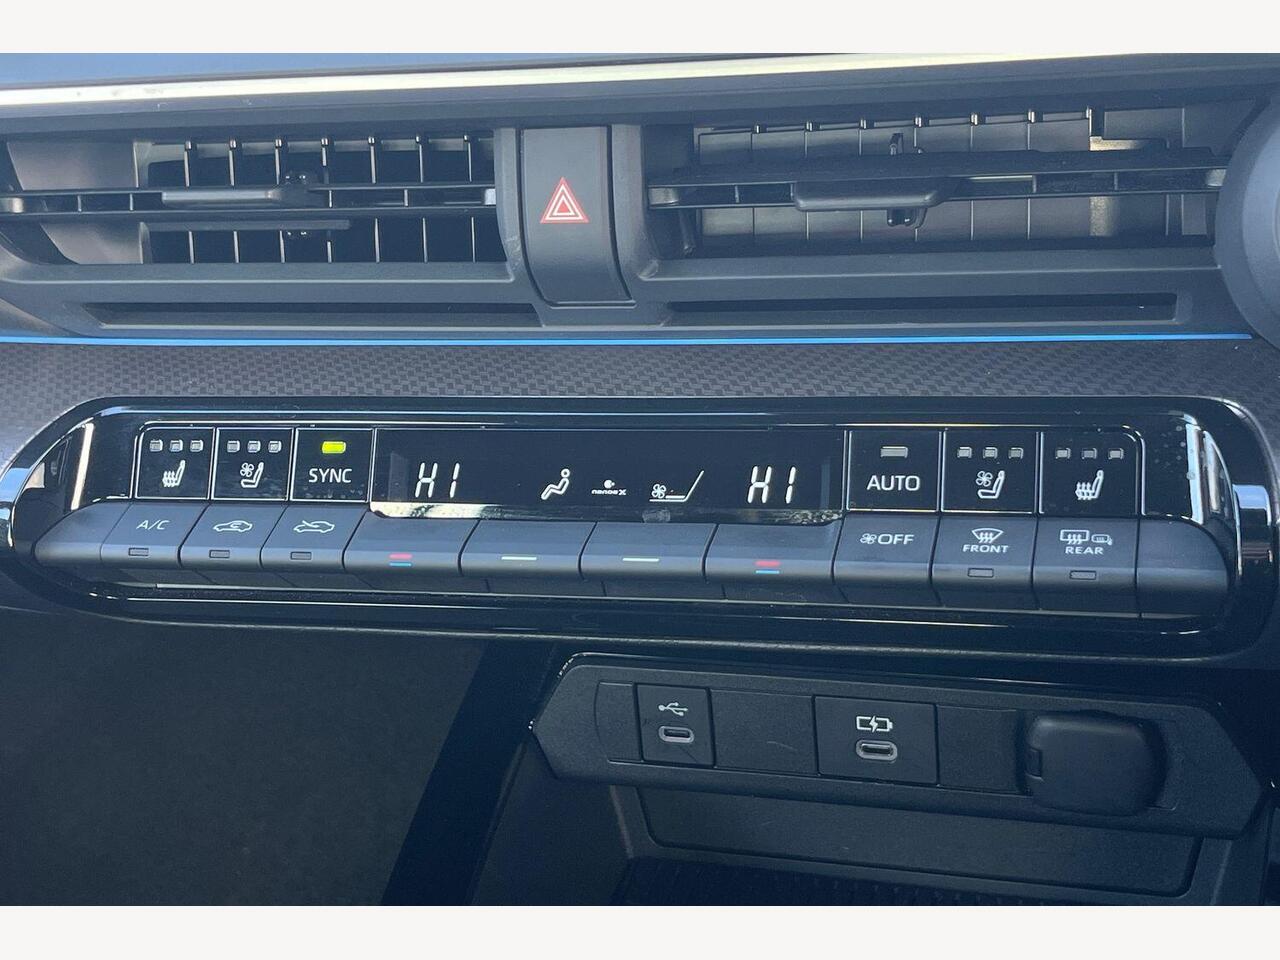 SYNC
HI
nanoe X
HI
AUTO
A/C
OFF
FRONT
REAR